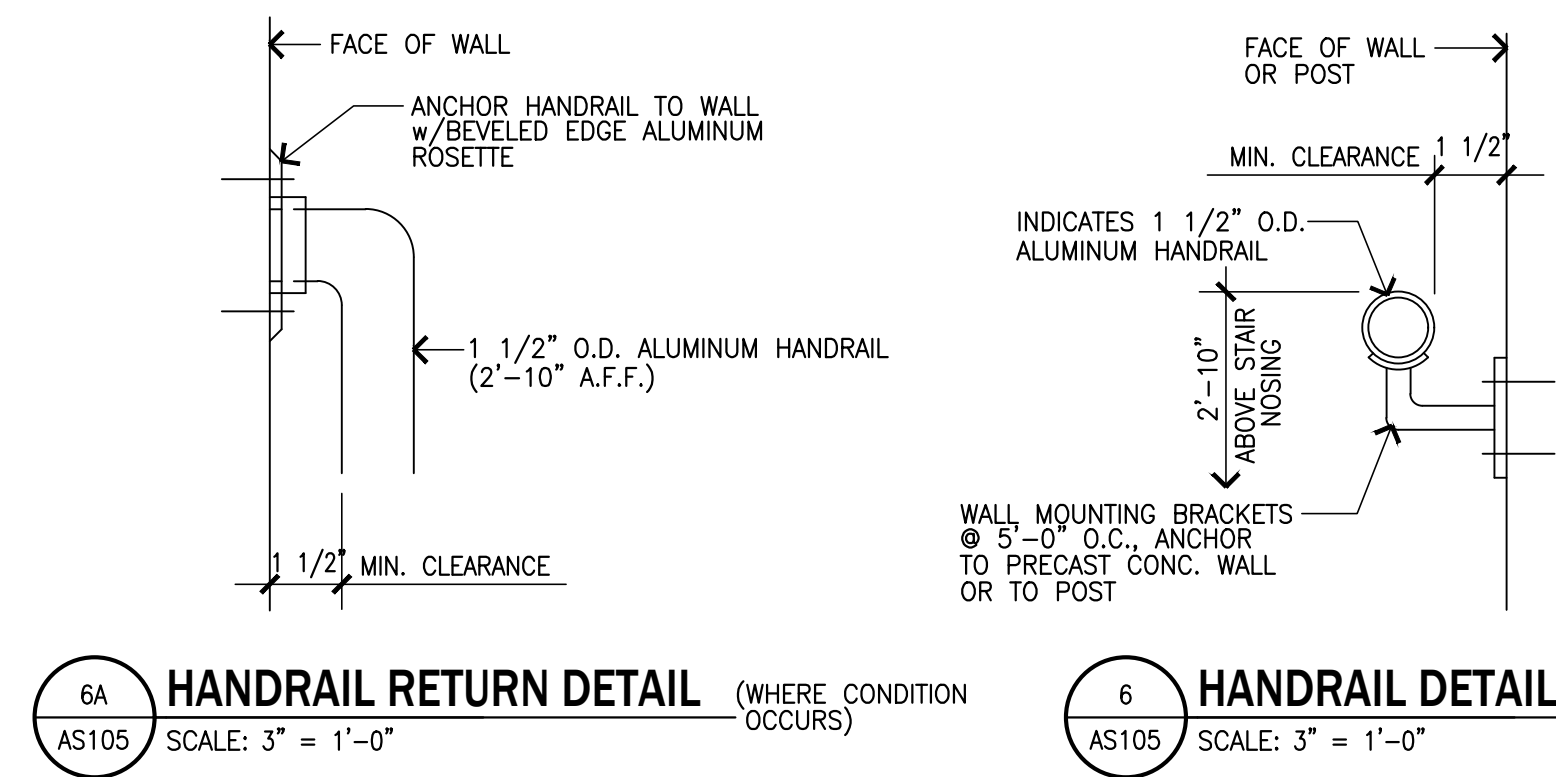 FACE OF WALL
ANCHOR HANDRAIL TO WALL
w/BEVELED EDGE ALUMINUM
ROSETTE
1 1/2" O.D. ALUMINUM HANDRAIL
(2'-10" A.F.F.)
1 1/2" MIN. CLEARANCE
6A
AS105
HANDRAIL RETURN DETAIL
(WHERE CONDITION
OCCURS)
SCALE: 3" = 1'-0"
FACE OF WALL
OR POST
MIN. CLEARANCE 1 1/2"
INDICATES 1 1/2" O.D.
ALUMINUM HANDRAIL
2'-10"
ABOVE STAIR
NOSING
WALL MOUNTING BRACKETS
@ 5'-0" O.C., ANCHOR
TO PRECAST CONC. WALL
OR TO POST
6
AS105
HANDRAIL DETAIL
SCALE: 3" = 1'-0"